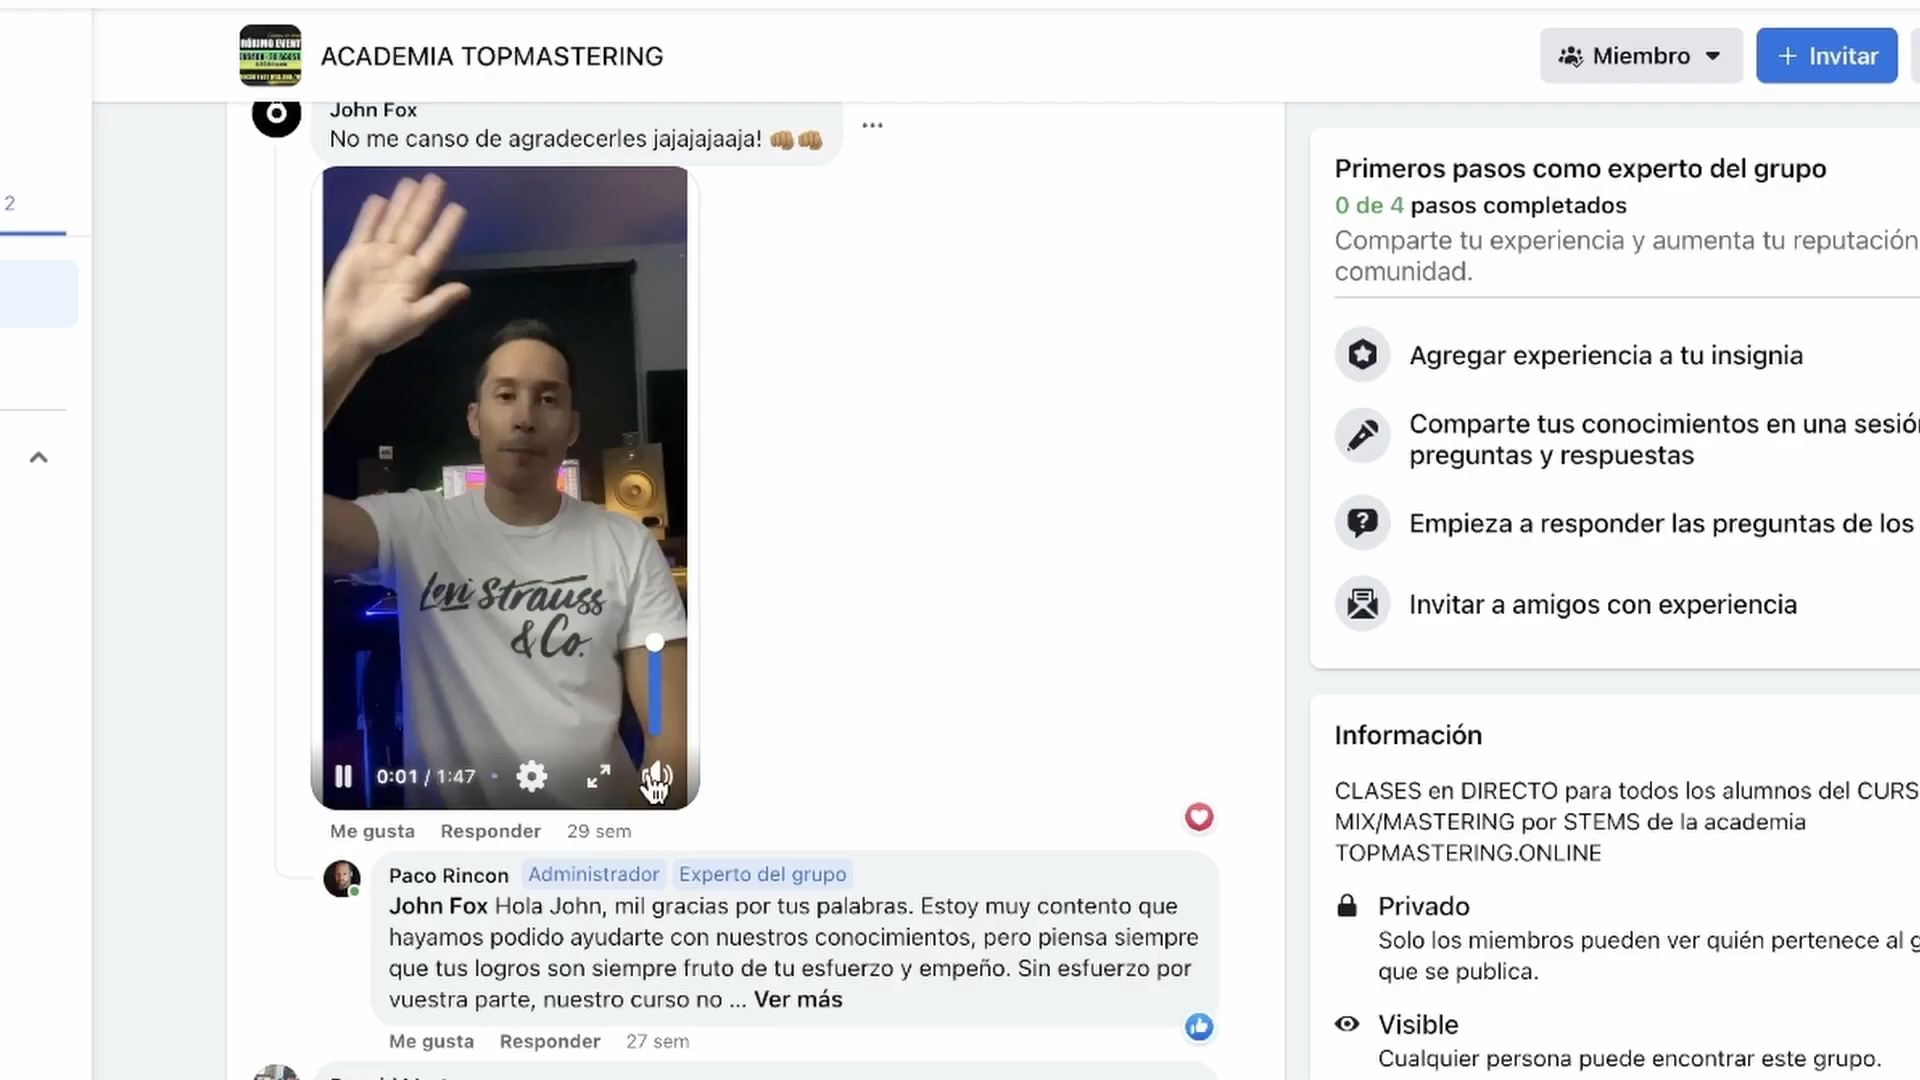 ACADEMIA TOPMASTERING
Miembro
+ Invitar
2
John Fox
No me canso de agradecerles jajajajaaja! 👊🏽👊🏽
Levi Strauss
& Co.
0:01 / 1:47
Me gusta Responder 29 sem
Paco Rincon Administrador Experto del grupo
John Fox Hola John, mil gracias por tus palabras. Estoy muy contento que
hayamos podido ayudarte con nuestros conocimientos, pero piensa siempre
que tus logros son siempre fruto de tu esfuerzo y empeño. Sin esfuerzo por
vuestra parte, nuestro curso no ... Ver más
Me gusta Responder 27 sem
Primeros pasos como experto del grupo
0 de 4 pasos completados
Comparte tu experiencia y aumenta tu reputación
comunidad.
Agregar experiencia a tu insignia
Comparte tus conocimientos en una sesió
preguntas y respuestas
Empieza a responder las preguntas de los
Invitar a amigos con experiencia
Información
CLASES en DIRECTO para todos los alumnos del CURS
MIX/MASTERING por STEMS de la academia
TOPMASTERING.ONLINE
Privado
Solo los miembros pueden ver quién pertenece al g
que se publica.
Visible
Cualquier persona puede encontrar este grupo.